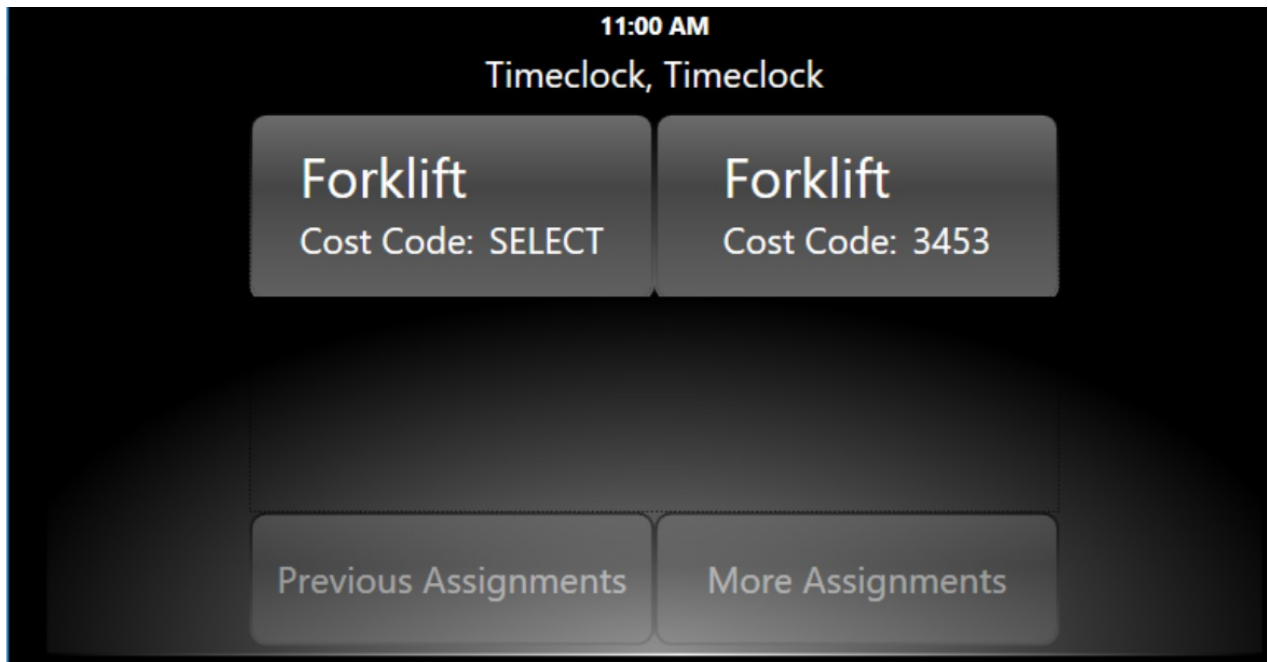 11:00 AM
Timeclock, Timeclock
Forklift
Cost Code: SELECT
Forklift
Cost Code: 3453
Previous Assignments
More Assignments